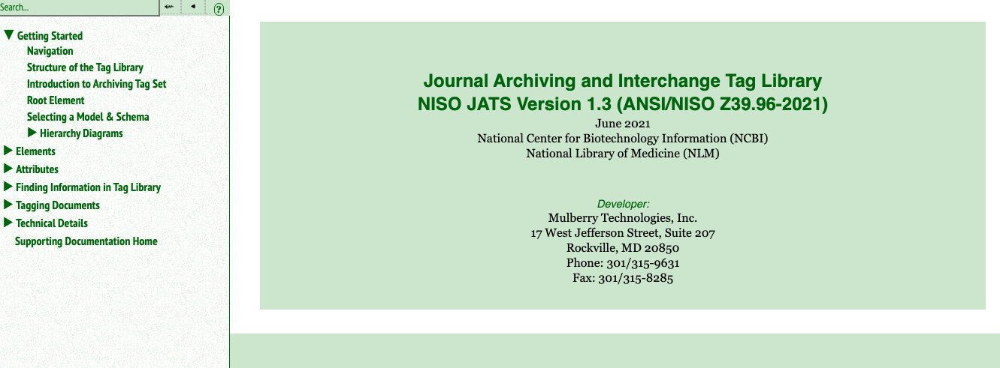 Search...
?
Getting Started
Navigation
Structure of the Tag Library
Introduction to Archiving Tag Set
Root Element
Selecting a Model & Schema
Hierarchy Diagrams
Elements
Attributes
Finding Information in Tag Library
Tagging Documents
Technical Details
Supporting Documentation Home
Journal Archiving and Interchange Tag Library
NISO JATS Version 1.3 (ANSI/NISO Z39.96-2021)
June 2021
National Center for Biotechnology Information (NCBI)
National Library of Medicine (NLM)
Developer:
Mulberry Technologies, Inc.
17 West Jefferson Street, Suite 207
Rockville, MD 20850
Phone: 301/315-9631
Fax: 301/315-8285